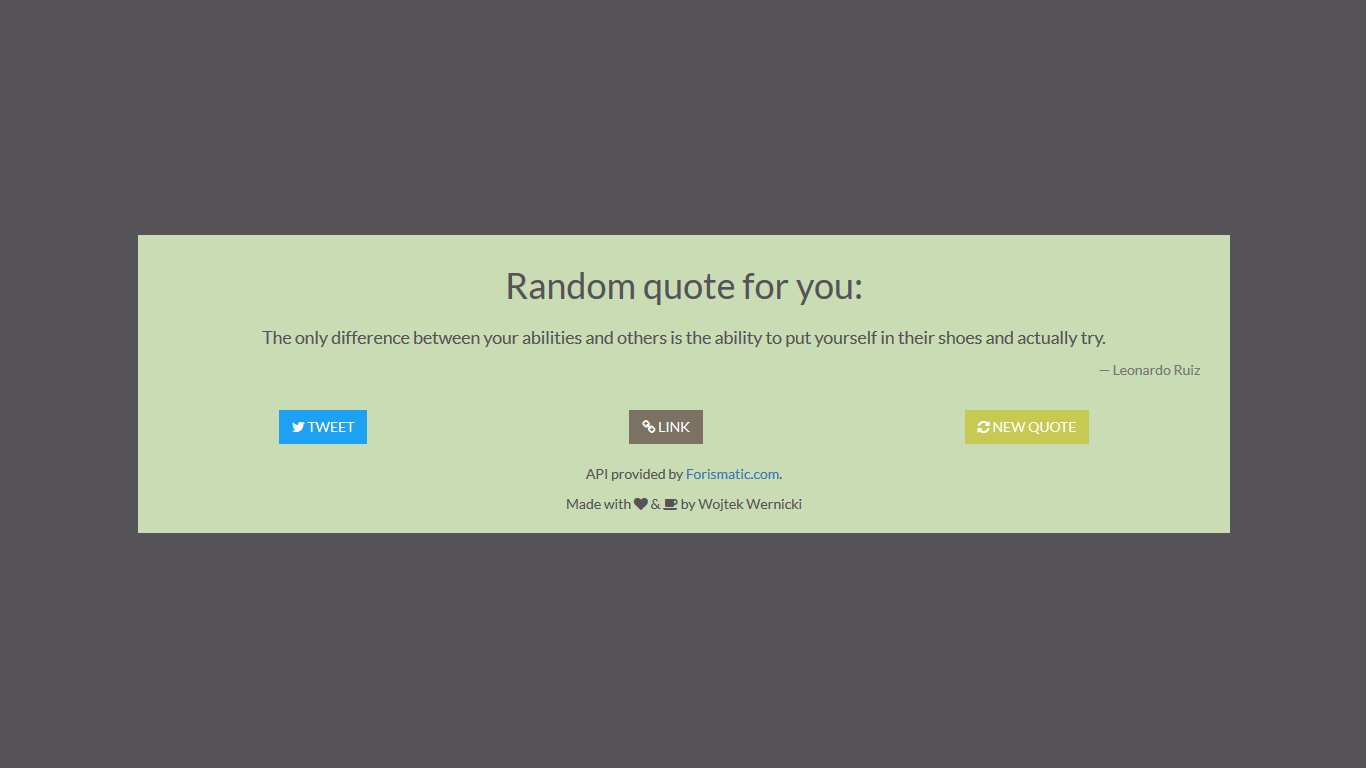 Random quote for you:
The only difference between your abilities and others is the ability to put yourself in their shoes and actually try.
— Leonardo Ruiz
TWEET
LINK
NEW QUOTE
API provided by Forismatic.com.
Made with & by Wojtek Wernicki